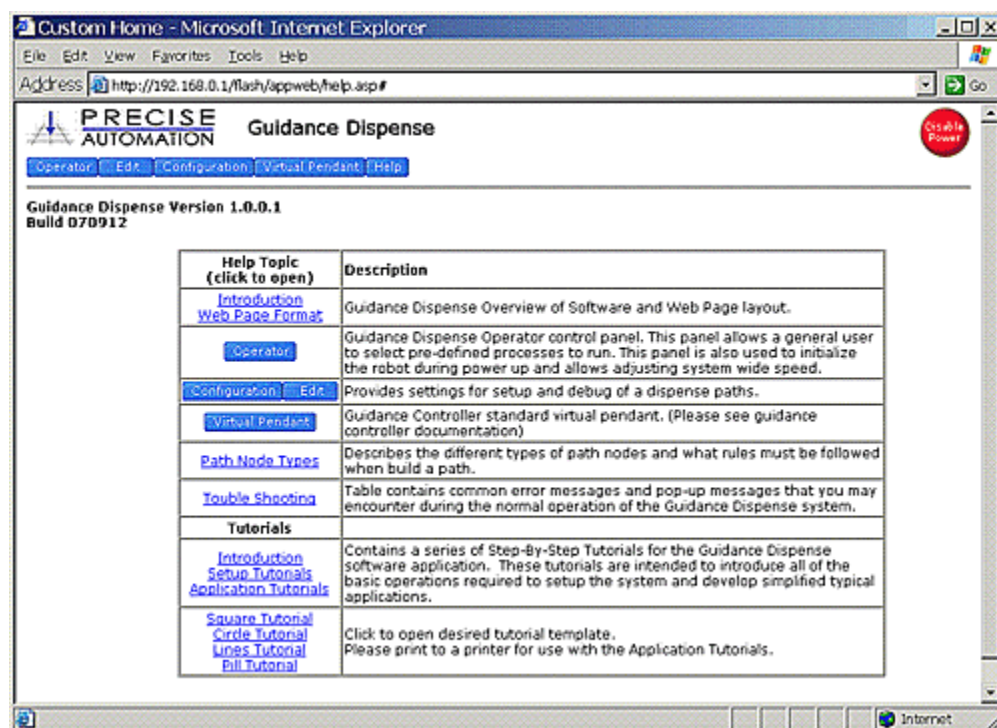 Custom Home - Microsoft Internet Explorer
File Edit View Favorites Tools Help
Address http://192.168.0.1/flash/appweb/help.asp# Go
PRECISE
AUTOMATION
Guidance Dispense
Disable
Power
Operator Edit Configuration Virtual Pendant Help
Guidance Dispense Version 1.0.0.1
Build 070912
Help Topic
(click to open)
Description
Introduction
Web Page Format
Guidance Dispense Overview of Software and Web Page layout.
Operator
Guidance Dispense Operator control panel. This panel allows a general user
to select pre-defined processes to run. This panel is also used to initialize
the robot during power up and allows adjusting system wide speed.
Configuration Edit
Provides settings for setup and debug of a dispense paths.
Virtual Pendant
Guidance Controller standard virtual pendant. (Please see guidance
controller documentation)
Path Node Types
Describes the different types of path nodes and what rules must be followed
when build a path.
Touble Shooting
Table contains common error messages and pop-up messages that you may
encounter during the normal operation of the Guidance Dispense system.
Tutorials
Introduction
Setup Tutorials
Application Tutorials
Contains a series of Step-By-Step Tutorials for the Guidance Dispense
software application. These tutorials are intended to introduce all of the
basic operations required to setup the system and develop simplified typical
applications.
Square Tutorial
Circle Tutorial
Lines Tutorial
Pill Tutorial
Click to open desired tutorial template.
Please print to a printer for use with the Application Tutorials.
Internet